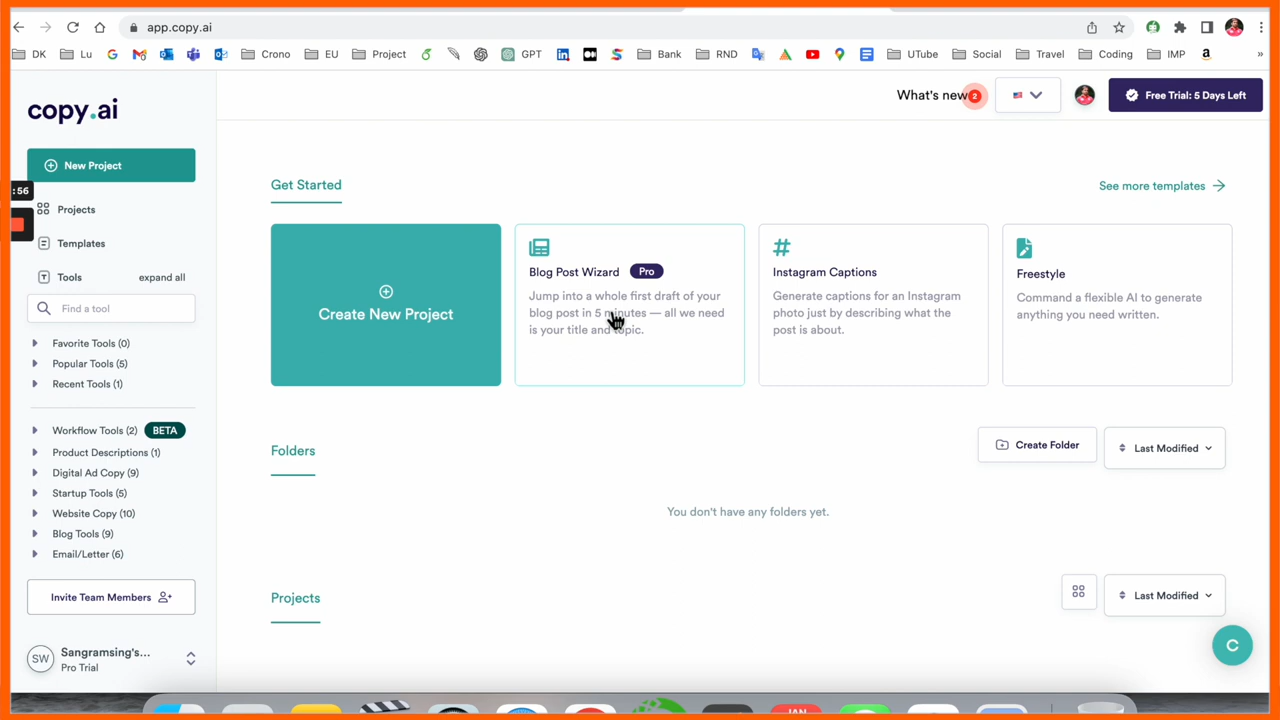 app.copy.ai
DK
Lu
Crono
EU
Project
GPT
Bank
RND
UTube
Social
Travel
Coding
IMP
»
copy.ai
What's new 2
Free Trial: 5 Days Left
New Project
:56
Projects
Templates
Tools
expall all
Find a tool
Favorite Tools (0)
Popular Tools (5)
Recent Tools (1)
Workflow Tools (2) BETA
Product Descriptions (1)
Digital Ad Copy (9)
Startup Tools (5)
Website Copy (10)
Blog Tools (9)
Email/Letter (6)
Invite Team Members
SW
Sangramsing's...
Pro Trial
Get Started
See more templates
Create New Project
Blog Post Wizard Pro
Jump into a whole first draft of your
blog post in 5 minutes — all we need
is your title and topic.
Instagram Captions
Generate captions for an Instagram
photo just by describing what the
post is about.
Freestyle
Command a flexible AI to generate
anything you need written.
Folders
Create Folder
Last Modified
You don't have any folders yet.
Projects
Last Modified
C
JAN